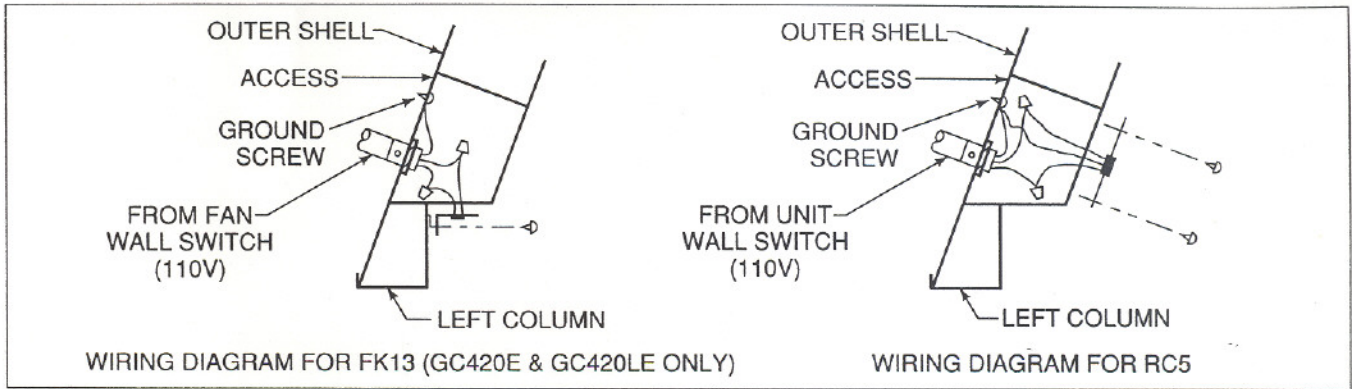 OUTER SHELL
ACCESS
GROUND
SCREW
FROM FAN
WALL SWITCH
(110V)
LEFT COLUMN
WIRING DIAGRAM FOR FK13 (GC420E & GC420LE ONLY)
OUTER SHELL
ACCESS
GROUND
SCREW
FROM UNIT
WALL SWITCH
(110V)
LEFT COLUMN
WIRING DIAGRAM FOR RC5